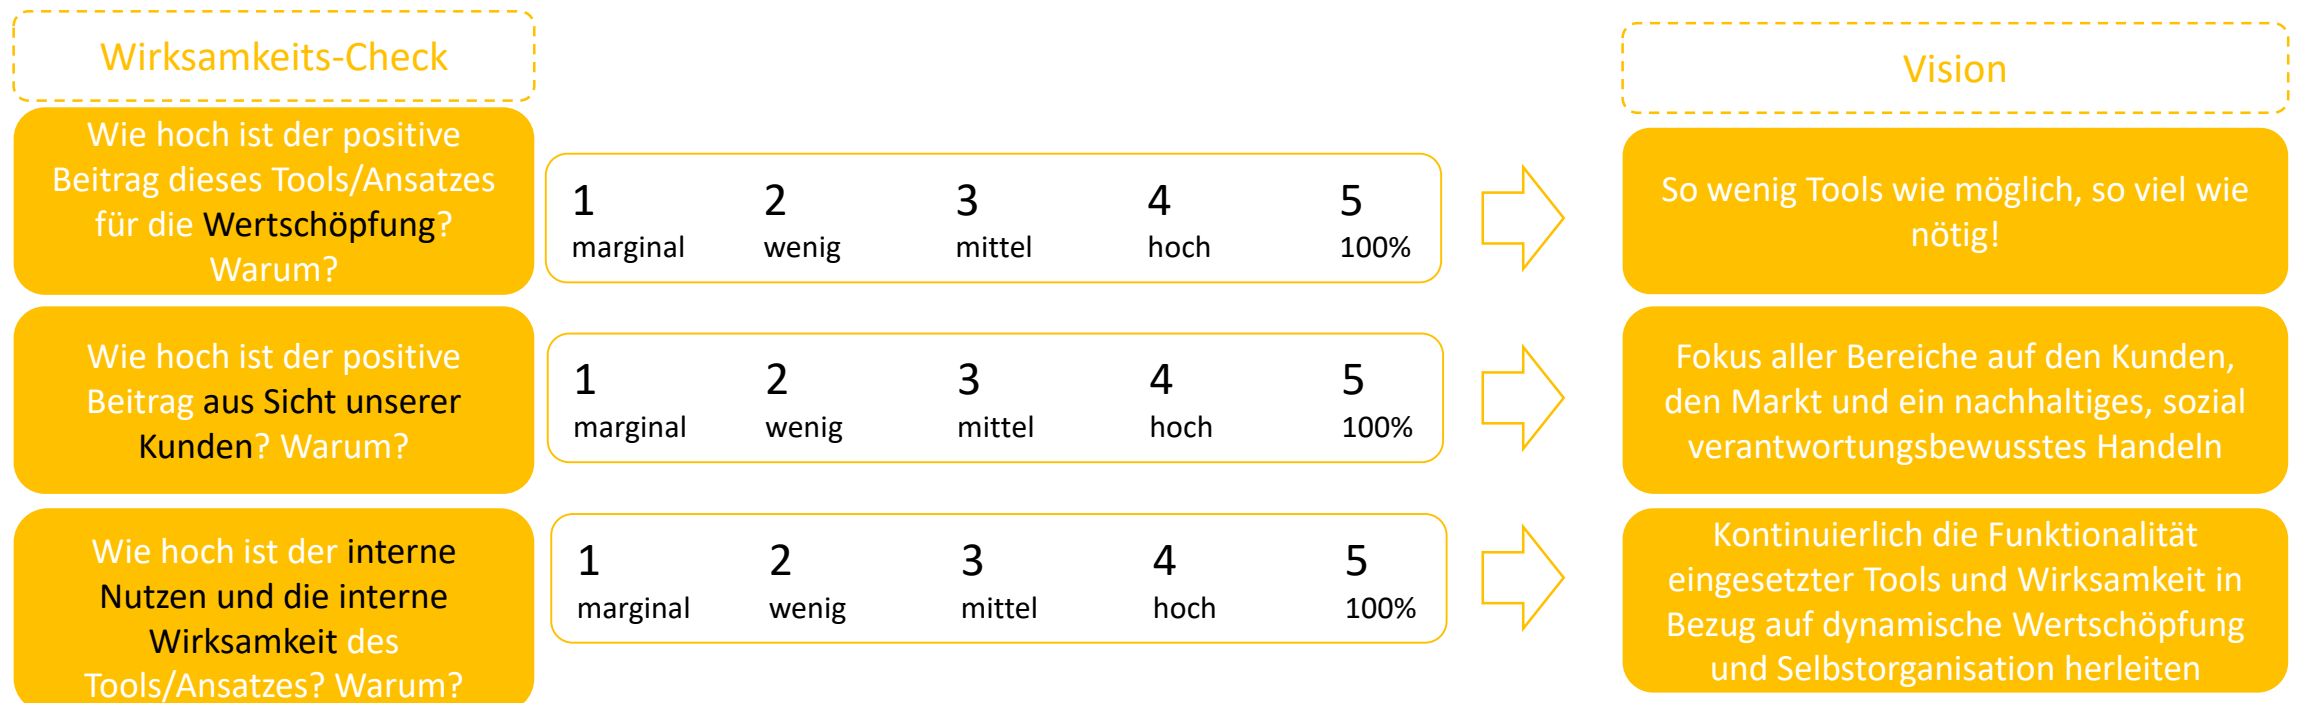 Wirksamkeits-Check
Vision
Wie hoch ist der positive
Beitrag dieses Tools/Ansatzes
für die Wertschöpfung?
Warum?
1 2 3 4 5
marginal wenig mittel hoch 100%
So wenig Tools wie möglich, so viel wie
nötig!
Wie hoch ist der positive
Beitrag aus Sicht unserer
Kunden? Warum?
1 2 3 4 5
marginal wenig mittel hoch 100%
Fokus aller Bereiche auf den Kunden,
den Markt und ein nachhaltiges, sozial
verantwortungsbewusstes Handeln
Wie hoch ist der interne
Nutzen und die interne
Wirksamkeit des
Tools/Ansatzes? Warum?
1 2 3 4 5
marginal wenig mittel hoch 100%
Kontinuierlich die Funktionalität
eingesetzter Tools und Wirksamkeit in
Bezug auf dynamische Wertschöpfung
und Selbstorganisation herleiten